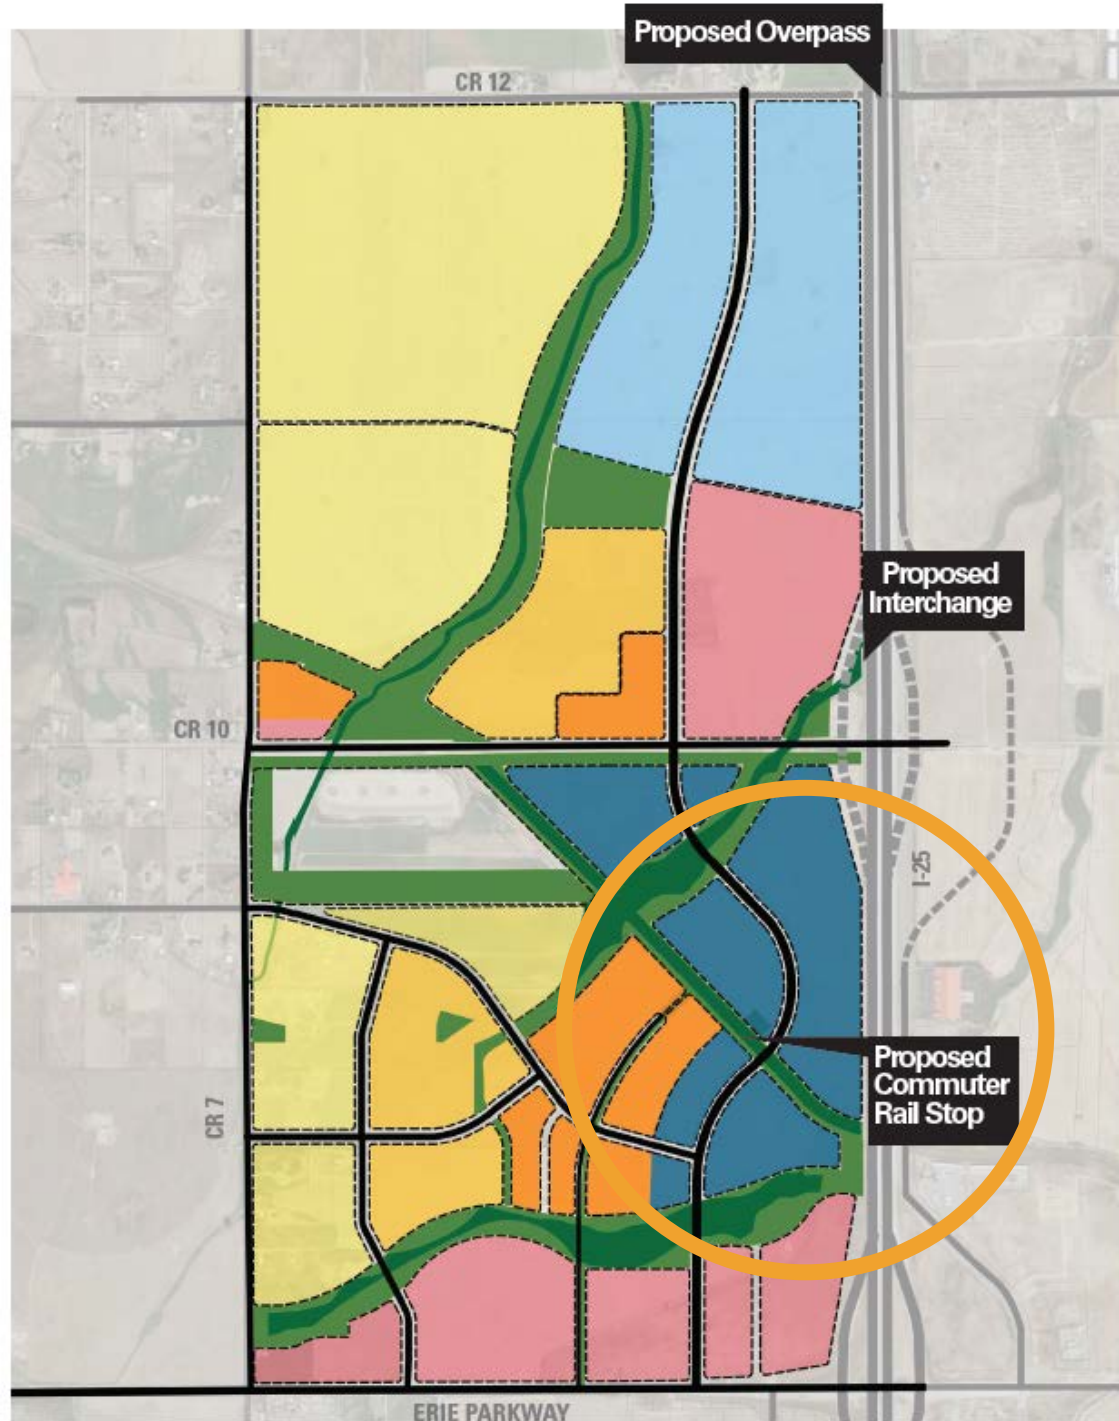 Proposed Overpass
CR 12
Proposed
Interchange
CR 10
I-25
Proposed
Commuter
Rail Stop
CR 7
ERIE PARKWAY